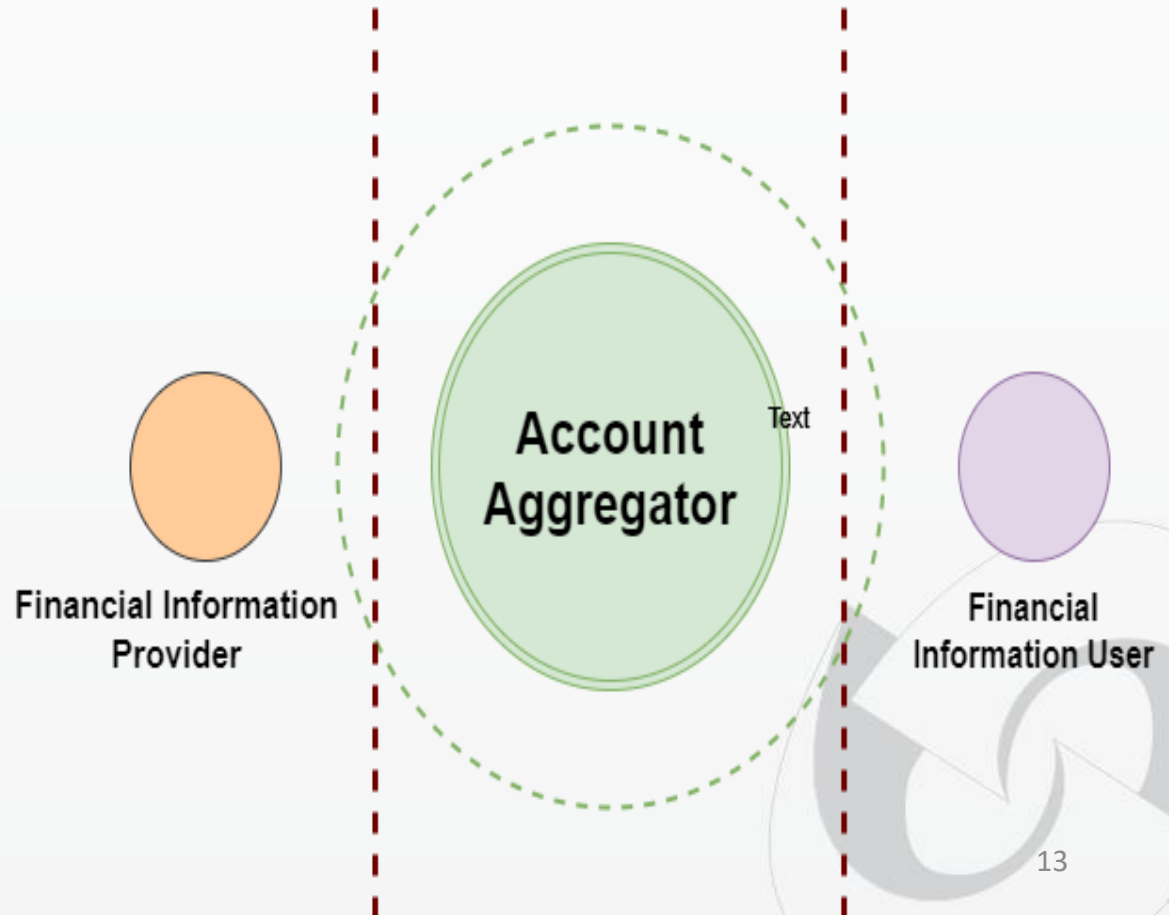 Text
Account
Aggregator
Financial Information
Provider
Financial
Information User
13